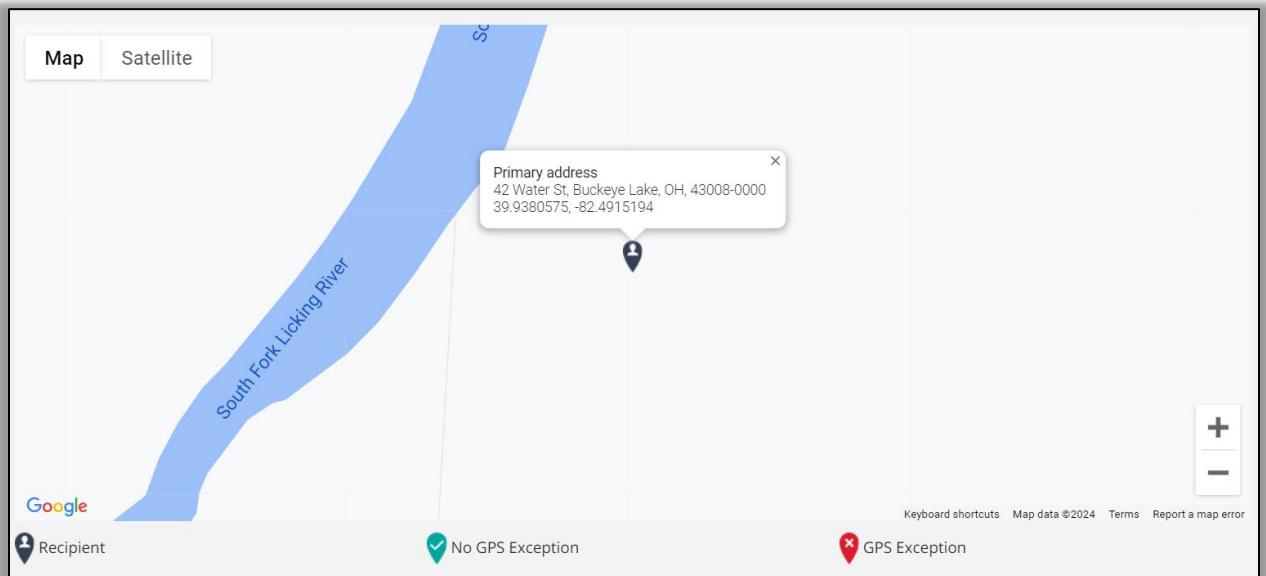 Map
Satellite
So
Primary address
42 Water St, Buckeye Lake, OH, 43008-0000
39.9380575, -82.4915194
South Fork Licking River
Google
Keyboard shortcuts Map data ©2024 Terms Report a map error
Recipient
No GPS Exception
GPS Exception